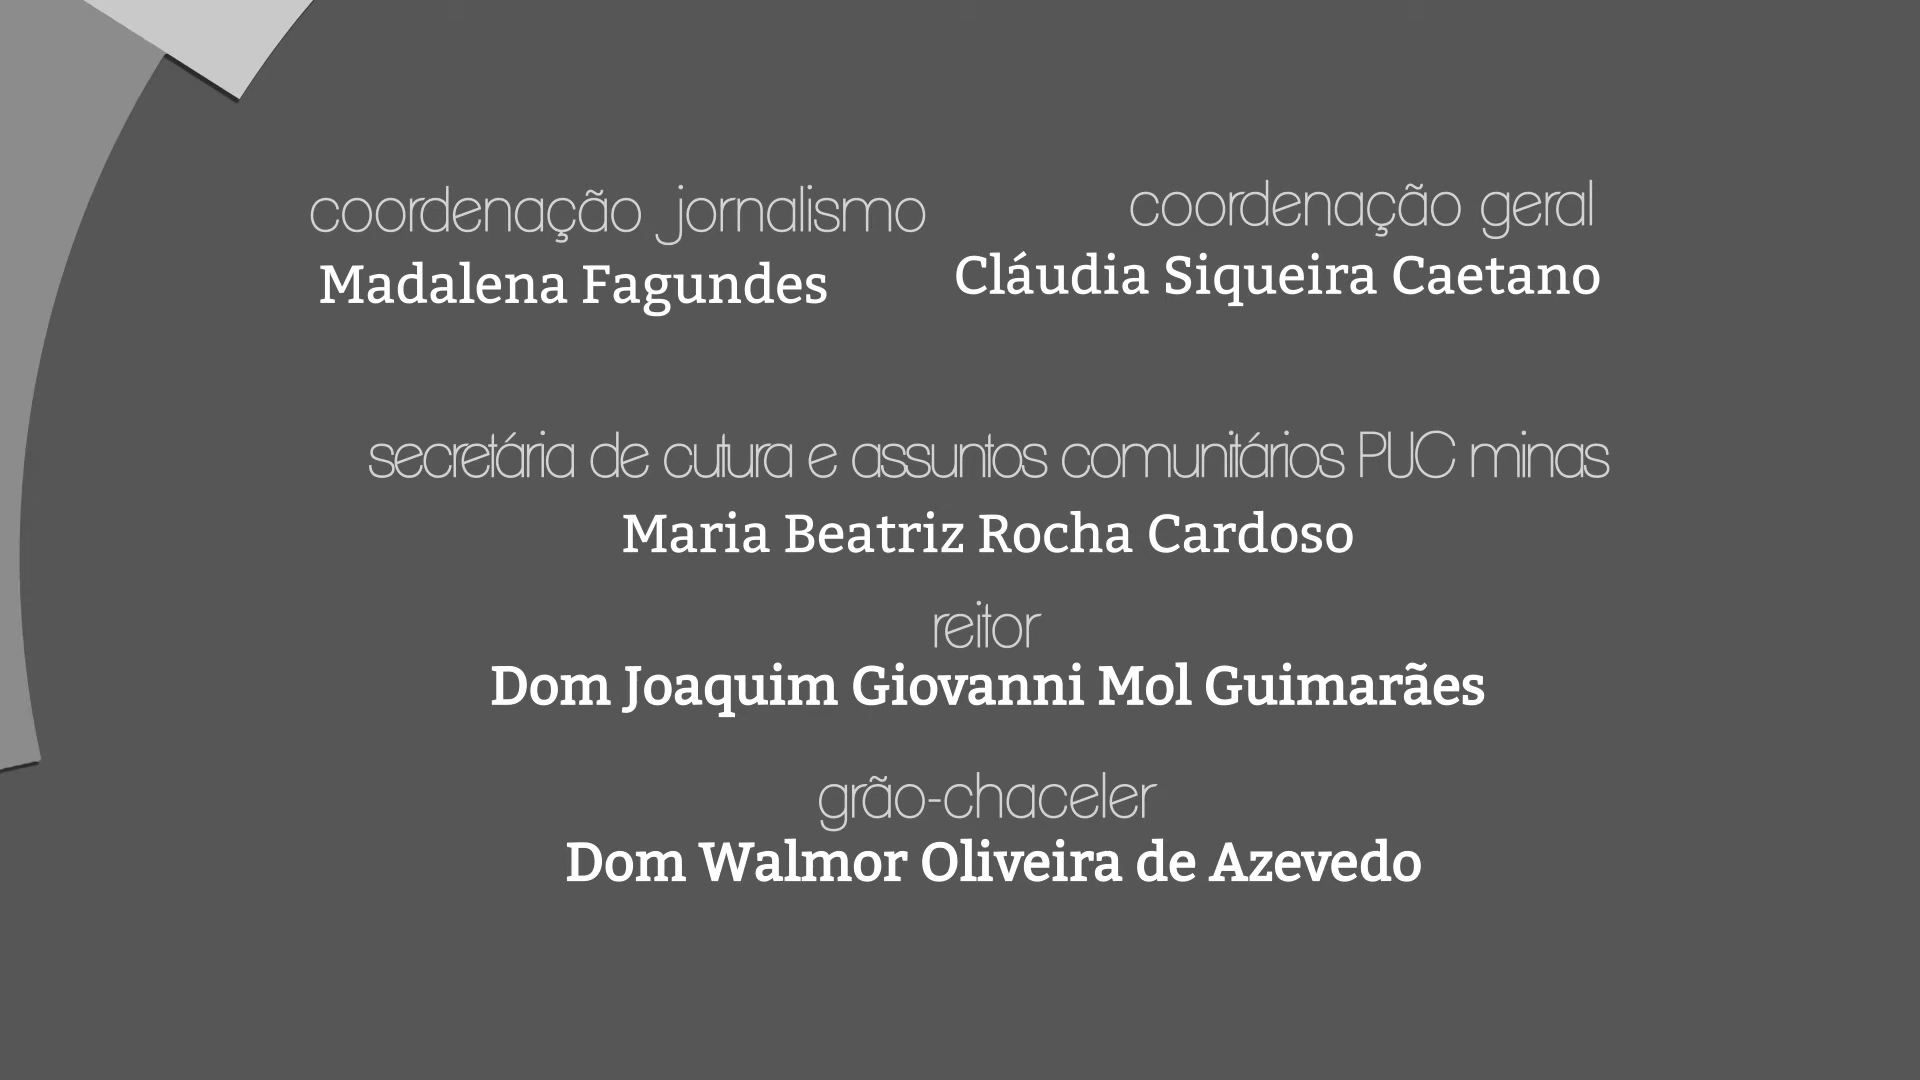 coordenação jornalismo
Madalena Fagundes
coordenação geral
Cláudia Siqueira Caetano
secretária de cutura e assuntos comunitários PUC minas
Maria Beatriz Rocha Cardoso
reitor
Dom Joaquim Giovanni Mol Guimarães
grão-chaceler
Dom Walmor Oliveira de Azevedo